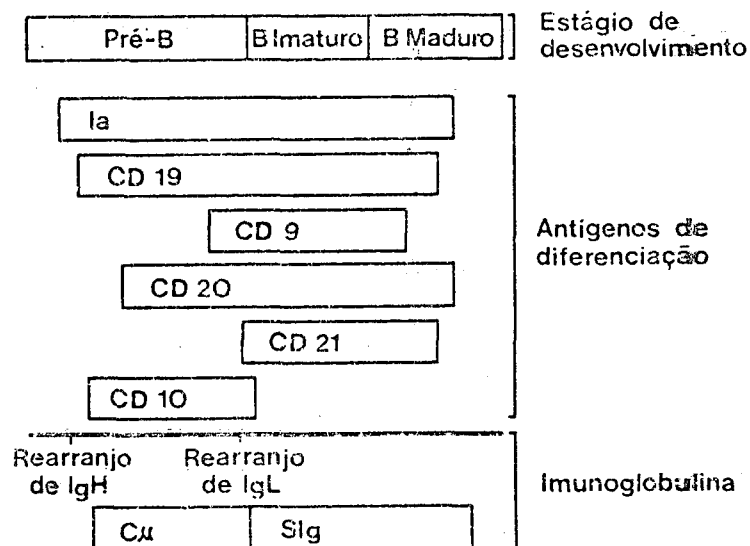 Pré-B
B Imaturo
B Maduro
Estágio de
desenvolvimento
Ia
CD 19
CD 9
CD 20
CD 21
CD 10
Antígenos de
diferenciação
Rearranjo
de IgH
Rearranjo
de IgL
Cμ
SIg
Imunoglobulina